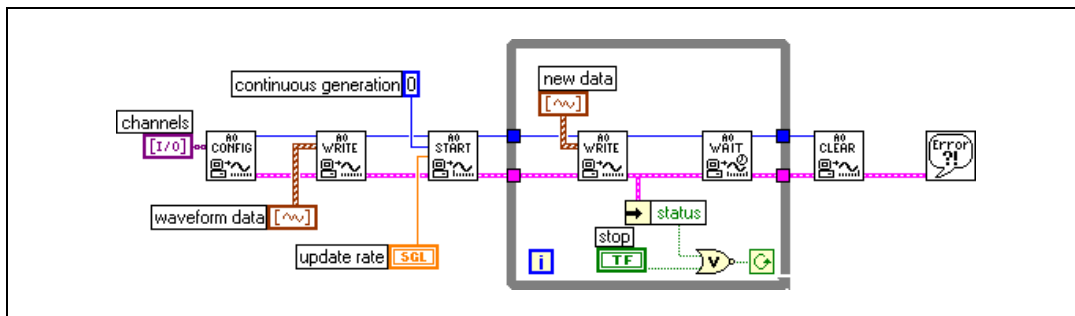 continuous generation 0
new data
channels
[I/O]
AO
CONFIG
AO
WRITE
AO
START
AO
WRITE
AO
WAIT
AO
CLEAR
Error
?!
waveform data
status
stop
TF
i
V
update rate SGL